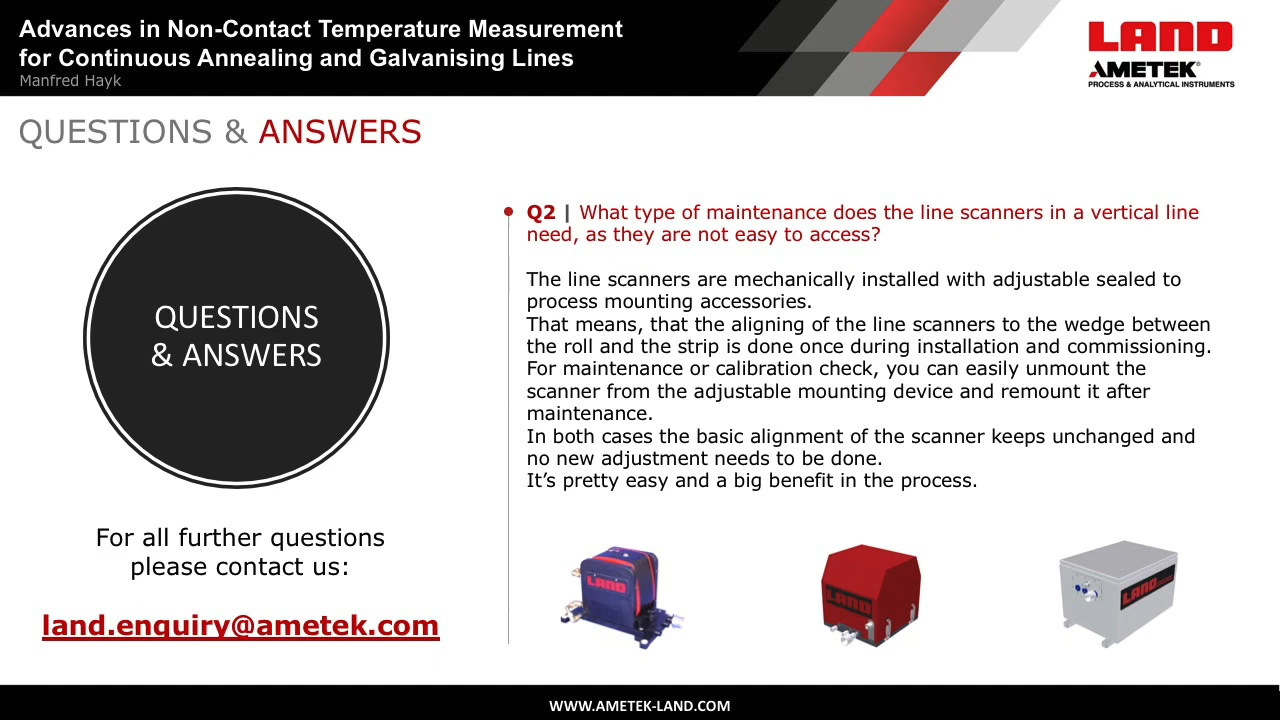 Advances in Non-Contact Temperature Measurement
for Continuous Annealing and Galvanising Lines
Manfred Hayk
LAND
AMETEK®
PROCESS & ANALYTICAL INSTRUMENTS
QUESTIONS & ANSWERS
QUESTIONS
& ANSWERS
For all further questions
please contact us:
land.enquiry@ametek.com
Q2 | What type of maintenance does the line scanners in a vertical line
need, as they are not easy to access?
The line scanners are mechanically installed with adjustable sealed to
process mounting accessories.
That means, that the aligning of the line scanners to the wedge between
the roll and the strip is done once during installation and commissioning.
For maintenance or calibration check, you can easily unmount the
scanner from the adjustable mounting device and remount it after
maintenance.
In both cases the basic alignment of the scanner keeps unchanged and
no new adjustment needs to be done.
It’s pretty easy and a big benefit in the process.
LAND
LAND
LAND
WWW.AMETEK-LAND.COM